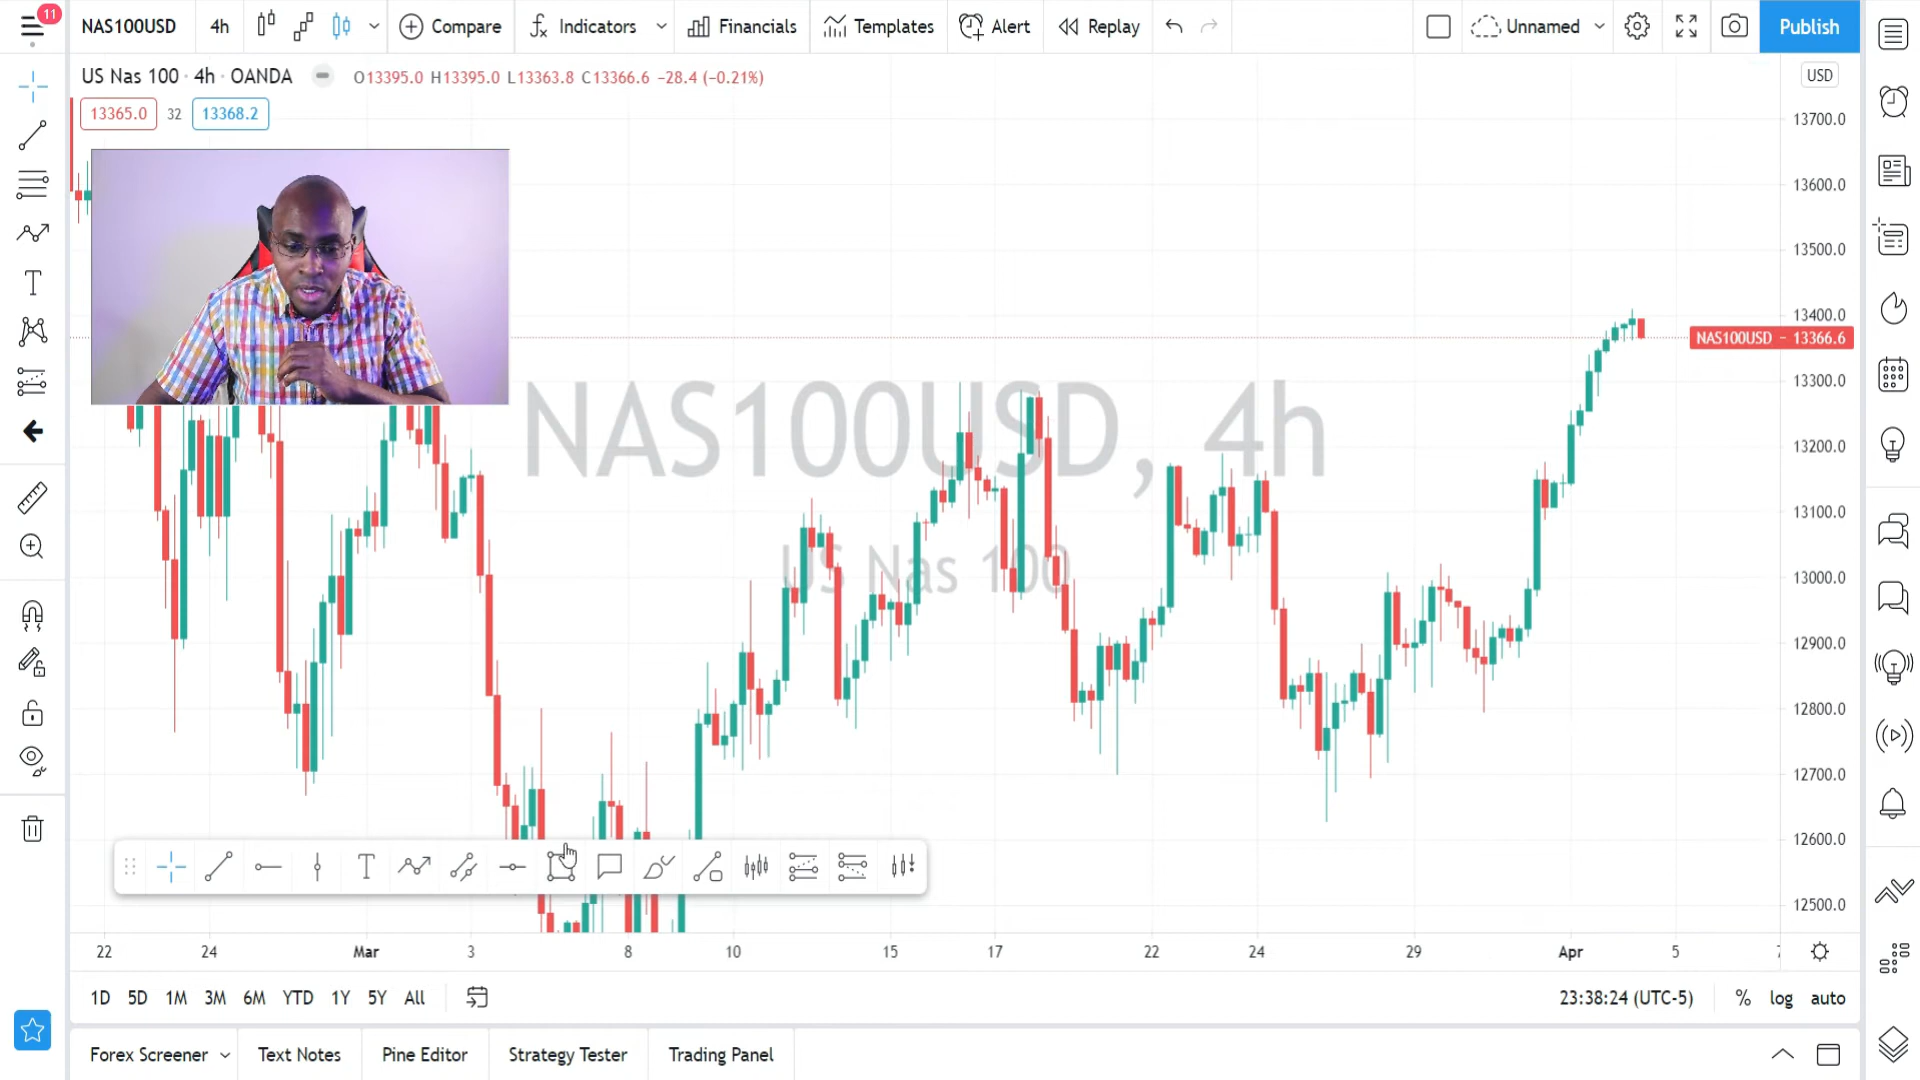 11
NAS100USD 4h Compare Indicators Financials Templates Alert Replay Unnamed Publish
US Nas 100 · 4h · OANDA O13395.0 H13395.0 L13363.8 C13366.6 −28.4 (−0.21%) USD
13365.0 32 13368.2
13700.0
13600.0
13500.0
13400.0
NAS100USD − 13366.6
13300.0
13200.0
13100.0
13000.0
12900.0
12800.0
12700.0
12600.0
12500.0
NAS100USD, 4h
US Nas 100
22 24 Mar 3 8 10 15 17 22 24 29 Apr 5
1D 5D 1M 3M 6M YTD 1Y 5Y All 23:38:24 (UTC-5) % log auto
Forex Screener Text Notes Pine Editor Strategy Tester Trading Panel